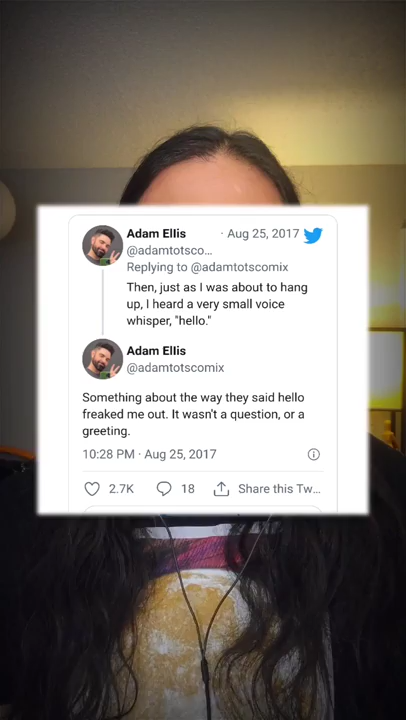 Adam Ellis · Aug 25, 2017
@adamtotsco...
Replying to @adamtotscomix
Then, just as I was about to hang
up, I heard a very small voice
whisper, "hello."
Adam Ellis
@adamtotscomix
Something about the way they said hello
freaked me out. It wasn't a question, or a
greeting.
10:28 PM · Aug 25, 2017
2.7K 18 Share this Tw...